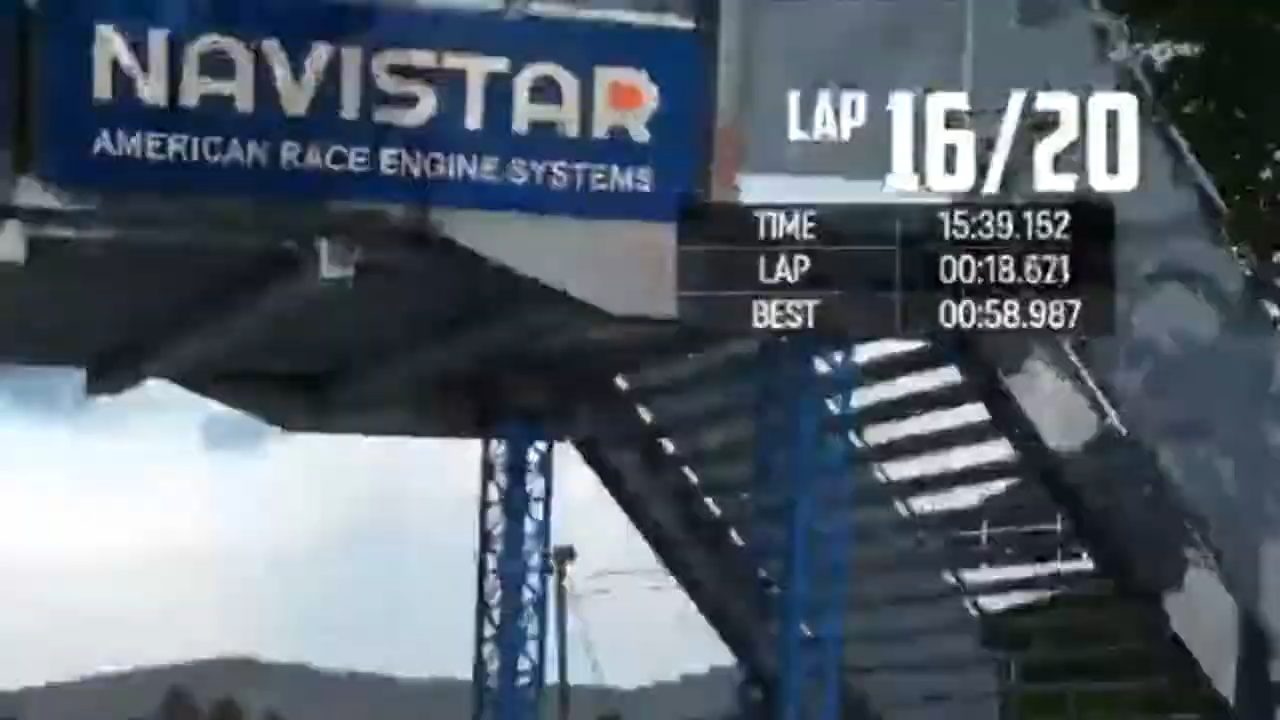 NAVISTAR
AMERICAN RACE ENGINE SYSTEMS
LAP 16/20
TIME 15:39.152
LAP 00:18.621
BEST 00:58.987